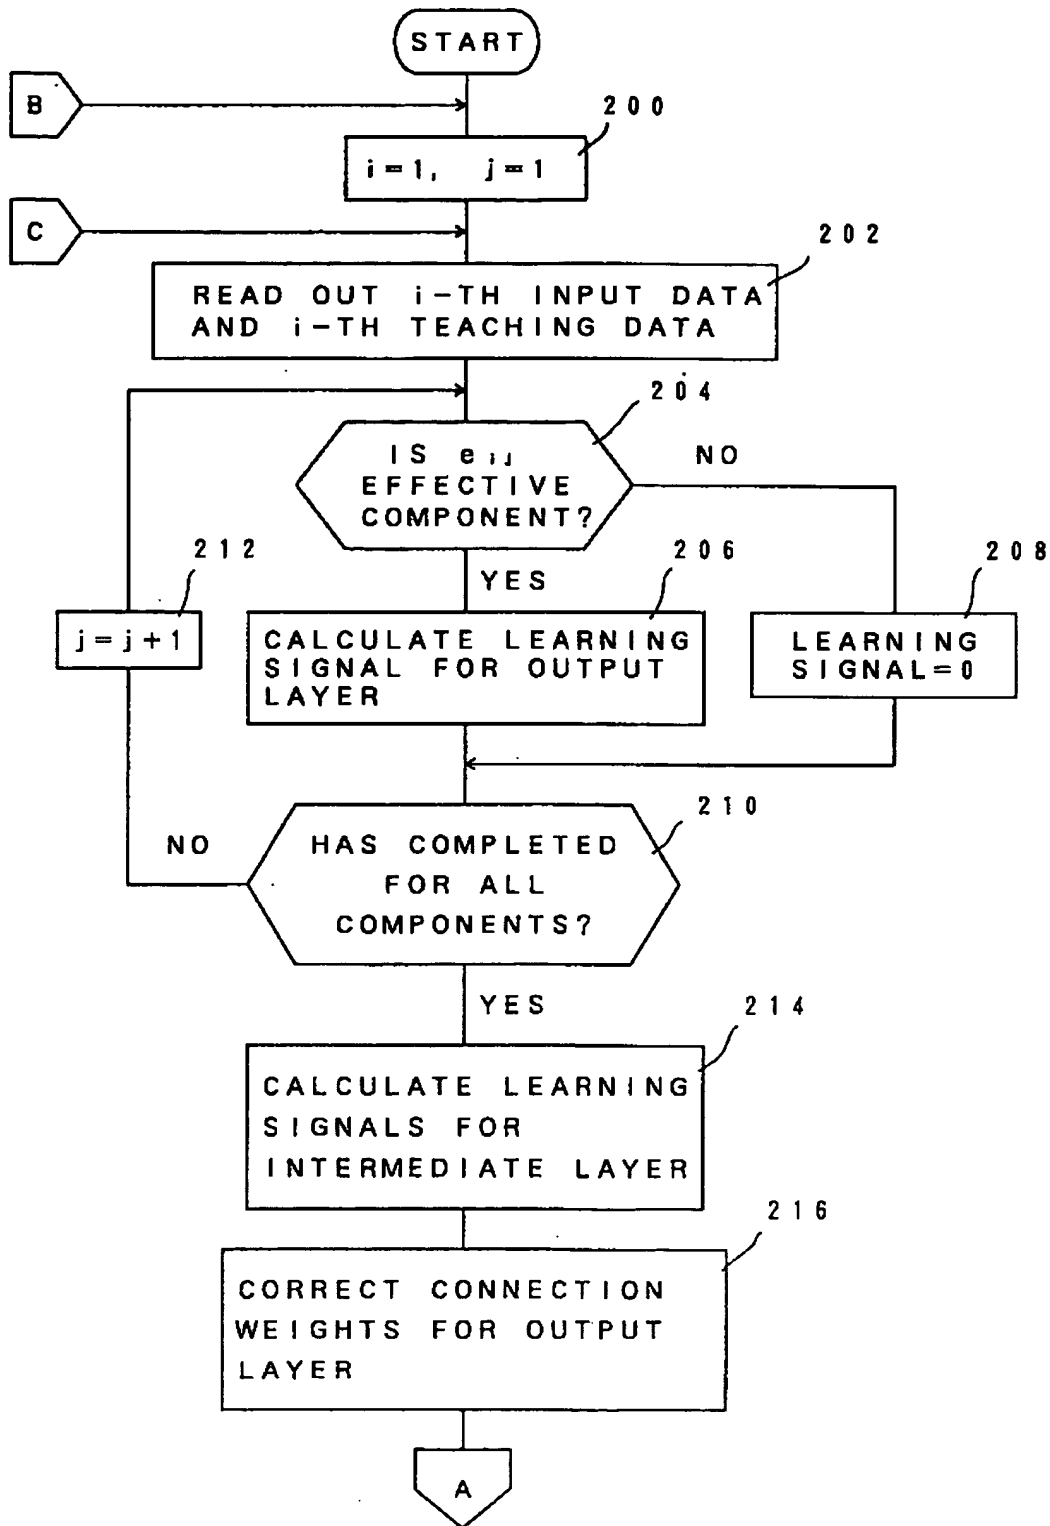 START
B
200
i=1, j=1
C
202
READ OUT i-TH INPUT DATA
AND i-TH TEACHING DATA
204
IS eij
EFFECTIVE
COMPONENT?
NO
212
YES
206
208
j=j+1
CALCULATE LEARNING
SIGNAL FOR OUTPUT
LAYER
LEARNING
SIGNAL=0
210
NO
HAS COMPLETED
FOR ALL
COMPONENTS?
YES
214
CALCULATE LEARNING
SIGNALS FOR
INTERMEDIATE LAYER
216
CORRECT CONNECTION
WEIGHTS FOR OUTPUT
LAYER
A